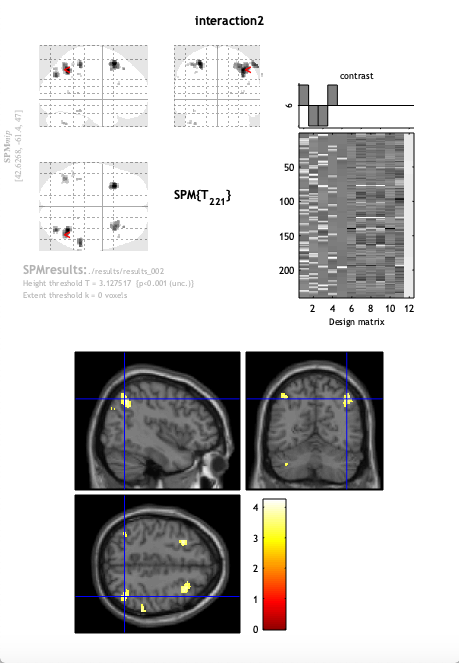 interaction2
SPMmip
[42.6268, -61.4, 47]
SPM{T221}
SPMresults: ./results/results_002
Height threshold T = 3.127517 {p<0.001 (unc.)}
Extent threshold k = 0 voxels
contrast
6
50
100
150
200
2 4 6 8 10 12
Design matrix
4
3
2
1
0